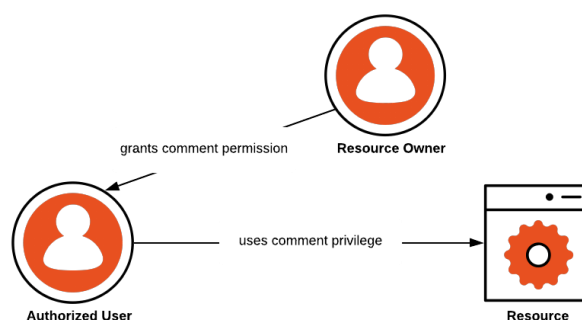 grants comment permission
Resource Owner
uses comment privilege
Authorized User
Resource